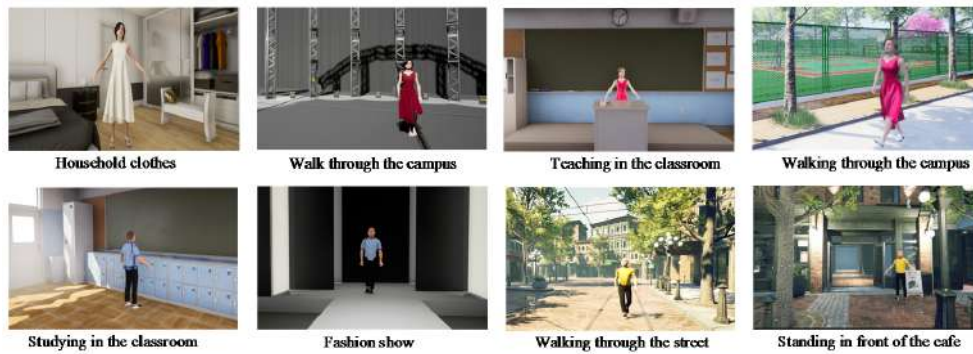 Household clothes
Walk through the campus
Teaching in the classroom
Walking through the campus
Studying in the classroom
Fashion show
Walking through the street
Standing in front of the cafe